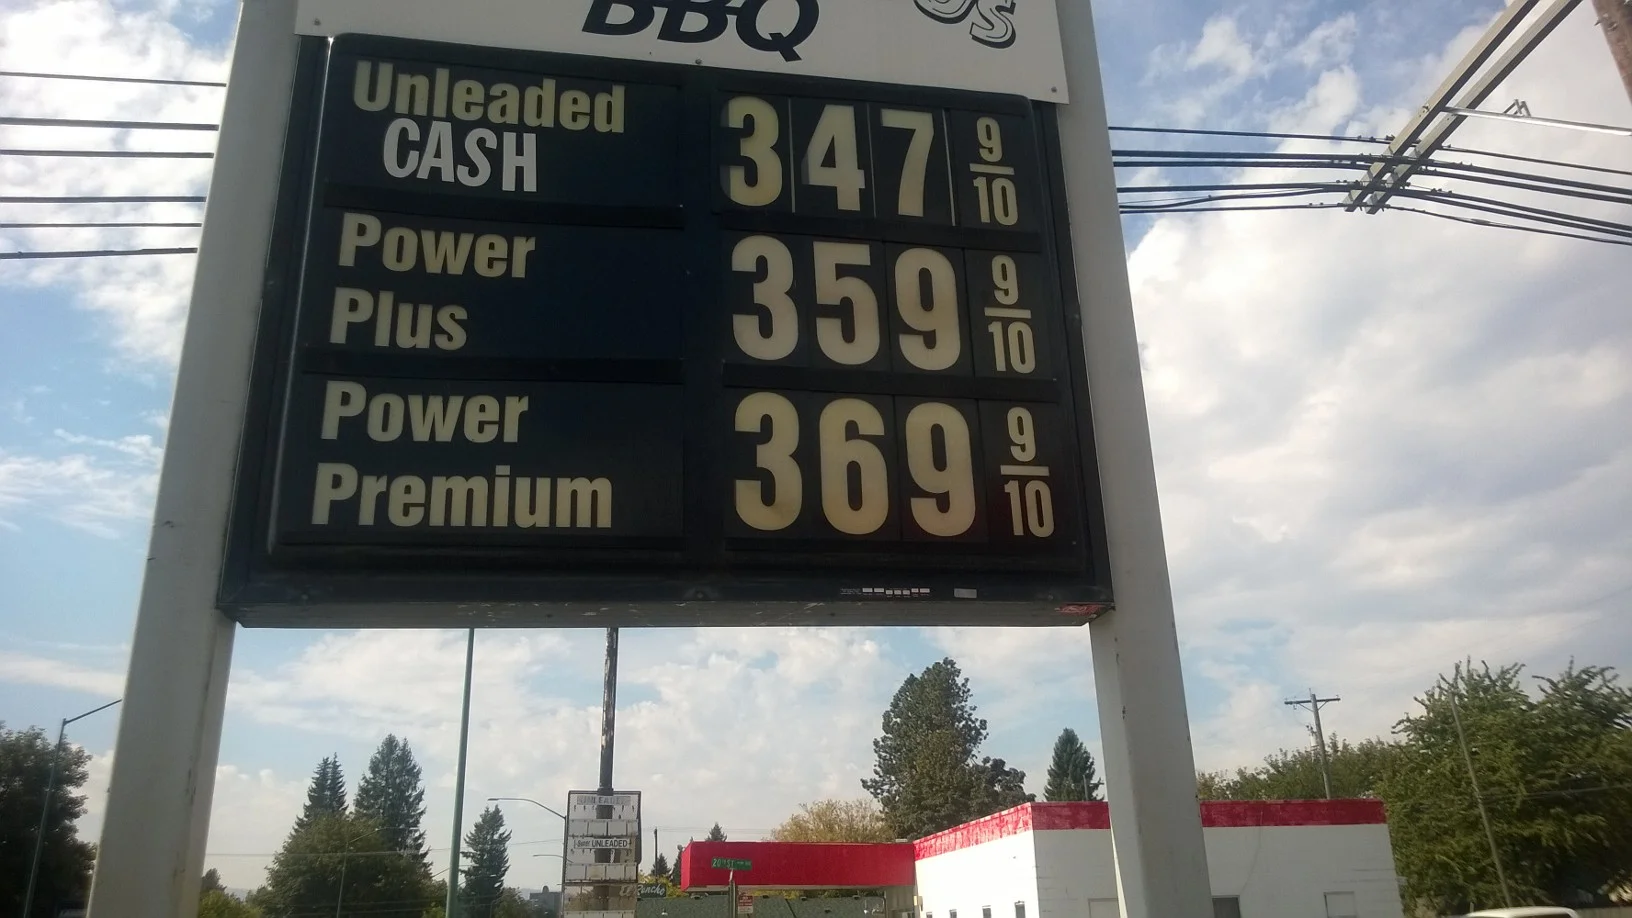 BBQ
Unleaded
CASH
347 9/10
Power
Plus
359 9/10
Power
Premium
369 9/10
UNLEADED